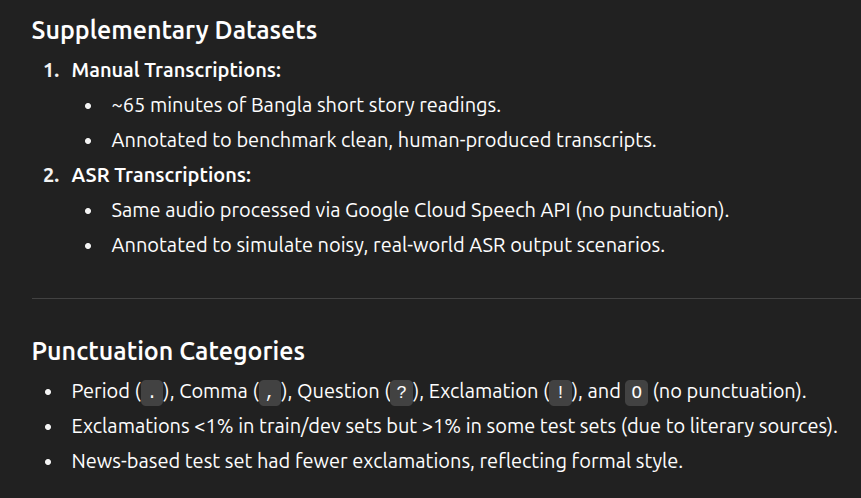 Supplementary Datasets
1. Manual Transcriptions:
• ~65 minutes of Bangla short story readings.
• Annotated to benchmark clean, human-produced transcripts.
2. ASR Transcriptions:
• Same audio processed via Google Cloud Speech API (no punctuation).
• Annotated to simulate noisy, real-world ASR output scenarios.
Punctuation Categories
• Period (.), Comma (,), Question (?), Exclamation (!), and O (no punctuation).
• Exclamations <1% in train/dev sets but >1% in some test sets (due to literary sources).
• News-based test set had fewer exclamations, reflecting formal style.